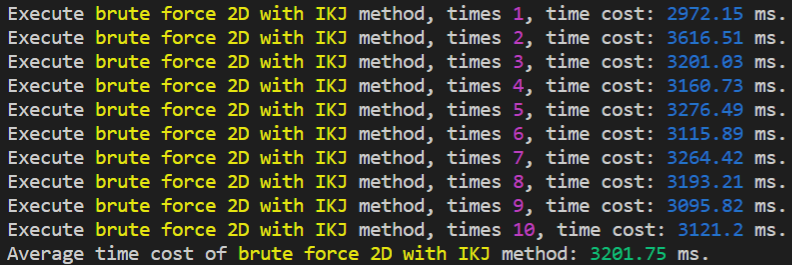 Execute brute force 2D with IKJ method, times 1, time cost: 2972.15 ms.
Execute brute force 2D with IKJ method, times 2, time cost: 3616.51 ms.
Execute brute force 2D with IKJ method, times 3, time cost: 3201.03 ms.
Execute brute force 2D with IKJ method, times 4, time cost: 3160.73 ms.
Execute brute force 2D with IKJ method, times 5, time cost: 3276.49 ms.
Execute brute force 2D with IKJ method, times 6, time cost: 3115.89 ms.
Execute brute force 2D with IKJ method, times 7, time cost: 3264.42 ms.
Execute brute force 2D with IKJ method, times 8, time cost: 3193.21 ms.
Execute brute force 2D with IKJ method, times 9, time cost: 3095.82 ms.
Execute brute force 2D with IKJ method, times 10, time cost: 3121.2 ms.
Average time cost of brute force 2D with IKJ method: 3201.75 ms.